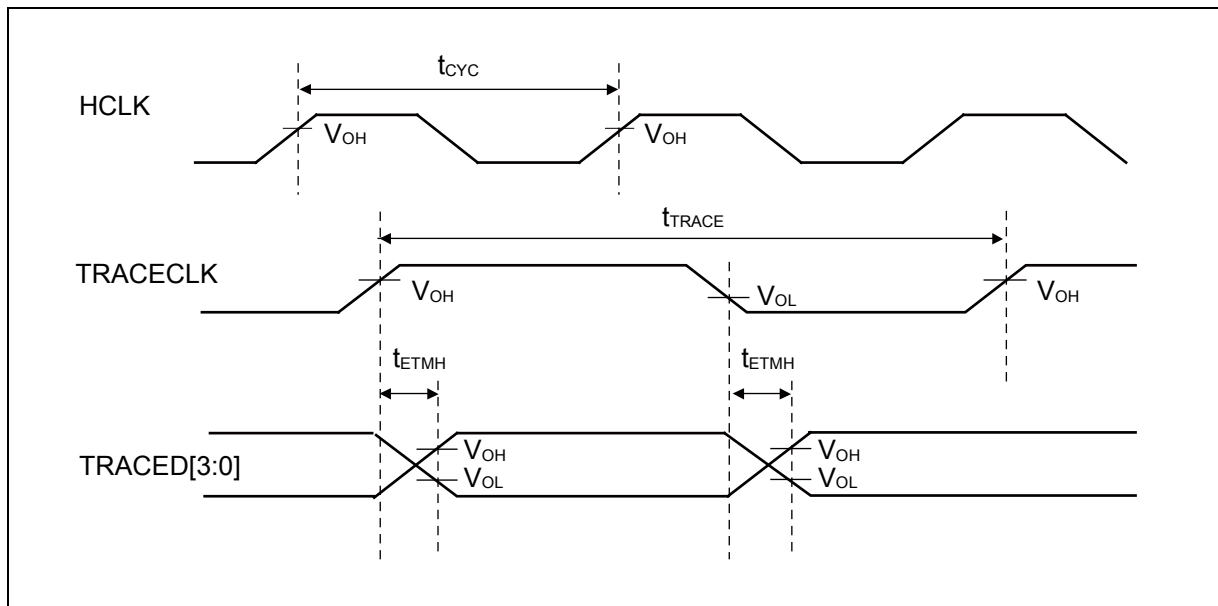 tCYC
HCLK
VOH
VOH
tTRACE
TRACECLK
VOH
VOL
VOH
tETMH
tETMH
TRACED[3:0]
VOH
VOL
VOH
VOL